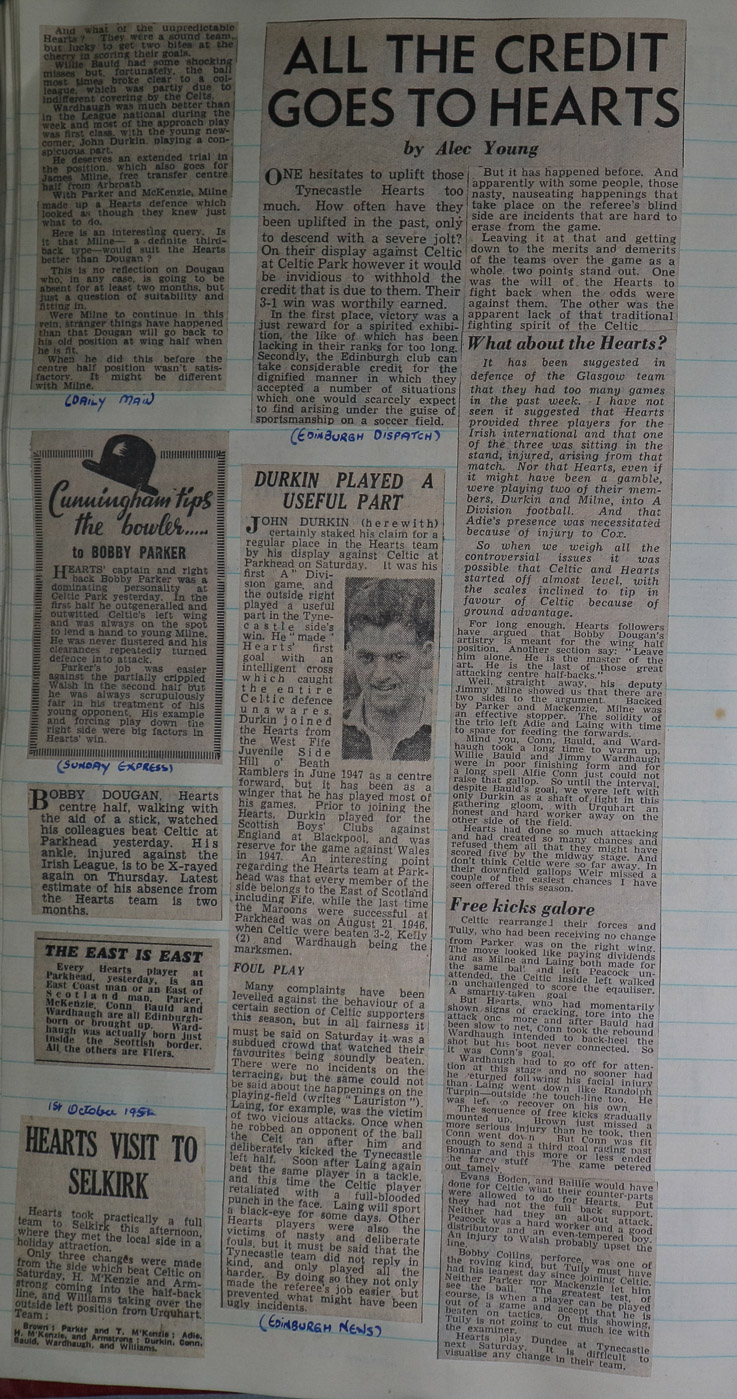 And what of the unpredictable
Hearts? They were a sound team,
but lucky to get two bites at the
cherry in scoring their goals.
Willie Bauld had some shocking
misses but, fortunately, the ball
most times broke clear to a col-
league, which was partly due to
indifferent covering by the Celts.
Wardhaugh was much better than
in the League national during the
week and most of the approach play
was first class, with the young new-
comer, John Durkin, playing a con-
spicuous part.
He deserves an extended trial in
the position, which also goes for
James Milne, free transfer centre
half from Arbroath
With Parker and McKenzie, Milne
made up a Hearts defence which
looked as though they knew just
what to do.
Here is an interesting query. Is
it that Milne— a definite third-
back type—would suit the Hearts
better than Dougan?
This is no reflection on Dougan
who, in any case, is going to be
absent for at least two months, but
just a question of suitability and
fitting in.
Were Milne to continue in this
vein, stranger things have happened
than that Dougan will go back to
his old position at wing half when
he is fit.
When he did this before the
centre half position wasn't satis-
factory. It might be different
with Milne.
(DAILY MAIL)
Cunningham tips
the bowler.....
to BOBBY PARKER
HEARTS' captain and right
back Bobby Parker was a
dominating personality at
Celtic Park yesterday. In the
first half he outgeneralled and
outwitted Celtic's left wing
and was always on the spot
to lend a hand to young Milne.
He was never flustered and his
clearances repeatedly turned
defence into attack.
Parker's job was easier
against the partially crippled
Walsh in the second half but
he was always scrupulously
fair in his treatment of his
young opponent. His example
and forcing play down the
right side were big factors in
Hearts' win.
(SUNDAY EXPRESS)
BOBBY DOUGAN, Hearts
centre half, walking with
the aid of a stick, watched
his colleagues beat Celtic at
Parkhead yesterday. His
ankle, injured against the
Irish League, is to be X-rayed
again on Thursday. Latest
estimate of his absence from
the Hearts team is two
months.
THE EAST IS EAST
Every Hearts player at
Parkhead, yesterday, is an
East Coast man or an East of
Scotland man. Parker,
McKenzie, Conn Bauld and
Wardhaugh are all Edinburgh-
born or brought up. Ward-
haugh was actually born just
inside the Scottish border.
All the others are Fifers.
1st October 1951
HEARTS VISIT TO
SELKIRK
Hearts took practically a full
team to Selkirk this afternoon,
where they met the local side in a
holiday attraction.
Only three changes were made
from the side which beat Celtic on
Saturday, H. M'Kenzie and Arm-
strong coming into the half-back
line, and Williams taking over the
outside left position from Urquhart.
Team:
Brown; Parker and T. M'Kenzie; Adie,
H. M'Kenzie, and Armstrong; Durkin, Conn,
Bauld, Wardhaugh, and Williams.
ALL THE CREDIT
GOES TO HEARTS
by Alec Young
ONE hesitates to uplift those
Tynecastle Hearts too
much. How often have they
been uplifted in the past, only
to descend with a severe jolt?
On their display against Celtic
at Celtic Park however it would
be invidious to withhold the
credit that is due to them. Their
3-1 win was worthily earned.
In the first place, victory was a
just reward for a spirited exhibi-
tion, the like of which has been
lacking in their ranks for too long.
Secondly, the Edinburgh club can
take considerable credit for the
dignified manner in which they
accepted a number of situations
which one would scarcely expect
to find arising under the guise of
sportsmanship on a soccer field.
(EDINBURGH DISPATCH)
DURKIN PLAYED A
USEFUL PART
JOHN DURKIN (herewith)
certainly staked his claim for a
regular place in the Hearts team
by his display against Celtic at
Parkhead on Saturday. It was his
first "A" Divi-
sion game, and
the outside right
played a useful
part in the Tyne-
castle side's
win. He "made"
Hearts' first
goal with an
intelligent cross
which caught
the entire
Celtic defence
unawares.
Durkin joined
the Hearts from
the West Fife
Juvenile Side
Hill o' Beath
Ramblers in June 1947 as a centre
forward, but it has been as a
winger that he has played most of
his games. Prior to joining the
Hearts, Durkin played for the
Scottish Boys' Clubs against
England at Blackpool, and was
reserve for the game against Wales
in 1947. An interesting point
regarding the Hearts team at Park-
head was that every member of the
side belongs to the East of Scotland
including Fife, while the last time
the Maroons were successful at
Parkhead was on August 21, 1946,
when Celtic were beaten 3-2, Kelly
(2) and Wardhaugh being the
marksmen.
FOUL PLAY
Many complaints have been
levelled against the behaviour of a
certain section of Celtic supporters
this season, but in all fairness it
must be said on Saturday it was a
subdued crowd that watched their
favourites being soundly beaten.
There were no incidents on the
terracing, but the same could not
be said about the happenings on the
playing-field (writes "Lauriston").
Laing, for example, was the victim
of two vicious attacks. Once when
he robbed an opponent of the ball
the Celt ran after him and
deliberately kicked the Tynecastle
left half. Soon after Laing again
beat the same player in a tackle,
and this time the Celtic player
retaliated with a full-blooded
punch in the face. Laing will sport
a black-eye for some days. Other
Hearts players were also the
victims of nasty and deliberate
fouls, but it must be said that the
Tynecastle team did not reply in
kind, and only played all the
harder. By doing so they not only
made the referee's job easier, but
prevented what might have been
ugly incidents.
(EDINBURGH NEWS)
But it has happened before. And
apparently with some people, those
nasty, nauseating happenings that
take place on the referee's blind
side are incidents that are hard to
erase from the game.
Leaving it at that and getting
down to the merits and demerits
of the teams over the game as a
whole, two points stand out. One
was the will of the Hearts to
fight back when the odds were
against them. The other was the
apparent lack of that traditional
fighting spirit of the Celtic
What about the Hearts?
It has been suggested in
defence of the Glasgow team
that they had too many games
in the past week. I have not
seen it suggested that Hearts
provided three players for the
Irish international and that one
of the three was sitting in the
stand, injured, arising from that
match. Nor that Hearts, even if
it might have been a gamble,
were playing two of their mem-
bers, Durkin and Milne, into A
Division football. And that
Adie's presence was necessitated
because of injury to Cox.
So when we weigh all the
controversial issues it was
possible that Celtic and Hearts
started off almost level, with
the scales inclined to tip in
favour of Celtic because of
ground advantage.
For long enough, Hearts followers
have argued that Bobby Dougan's
artistry is meant for the wing half
position. Another section say: "Leave
him alone. He is the master of the
art. He is the last of those great
attacking centre half-backs."
Well, straight away, his deputy
Jimmy Milne showed us that there are
two sides to the argument. Backed
by Parker and Mackenzie, Milne was
an effective stopper. The solidity of
the trio left Adie and Laing with time
to spare for feeding the forwards.
Mind you, Conn, Bauld, and Ward-
haugh took a long time to warm up.
Willie Bauld and Jimmy Wardhaugh
were in poor finishing form and for
a long spell Alfie Conn just could not
raise that gallop. So until the interval,
despite Bauld's goal, we were left with
only Durkin as a shaft of light in this
gathering gloom, with Urquhart an
honest and hard worker away on the
other side of the field.
Hearts had done so much attacking
and had created so many chances and
refused them all that they might have
scored five by the midway stage. And
don't think Celtic were so far away. In
their downfield gallops Weir missed a
couple of the easiest chances I have
seen offered this season.
Free kicks galore
Celtic rearranged their forces and
Tully, who had been receiving no change
from Parker was on the right wing.
The move looked like paying dividends
and as Milne and Laing both made for
the same ball and left Peacock un-
attended, the Celtic inside left walked
in unchallenged to score the equaliser.
A smartly-taken goal
But Hearts, who had momentarily
shown signs of cracking, tore into the
attack once more and after Bauld had
been slow to net, Conn took the rebound
Wardhaugh intended to back-heel the
shot but his boot never connected. So
it was Conn's goal.
Wardhaugh had to go off for atten-
tion at this stage and no sooner had
he returned following his facial injury
than Laing went down like Randolph
Turpin—outside the touch-line too. He
was left to recover on his own.
The sequence of free kicks gradually
mounted up. Brown just missed a
more serious injury than he took, then
Conn went down. But Conn was fit
enough to send a third goal racing past
Bonnar and this more or less ended
the fancy stuff. The game petered
out tamely
Evans, Boden, and Baillie would have
done for Celtic what their counter-parts
were allowed to do for Hearts. But
they had not the full back support.
Neither had they an all-out attack.
Peacock was a hard worker and a good
distributor and an even-tempered boy.
An injury to Walsh probably upset the
line.
Bobby Collins, perforce, was one of
the roving kind, but Tully must have
had his leanest day since joining Celtic.
Neither Parker nor Mackenzie let him
see the ball. The greatest test, of
course, is when a player can be played
out of a game and accept that he is
beaten on tactics. On this showing,
Tully is not going to cut much ice with
the examiner.
Hearts play Dundee at Tynecastle
next Saturday. It is difficult to
visualise any change in their team.